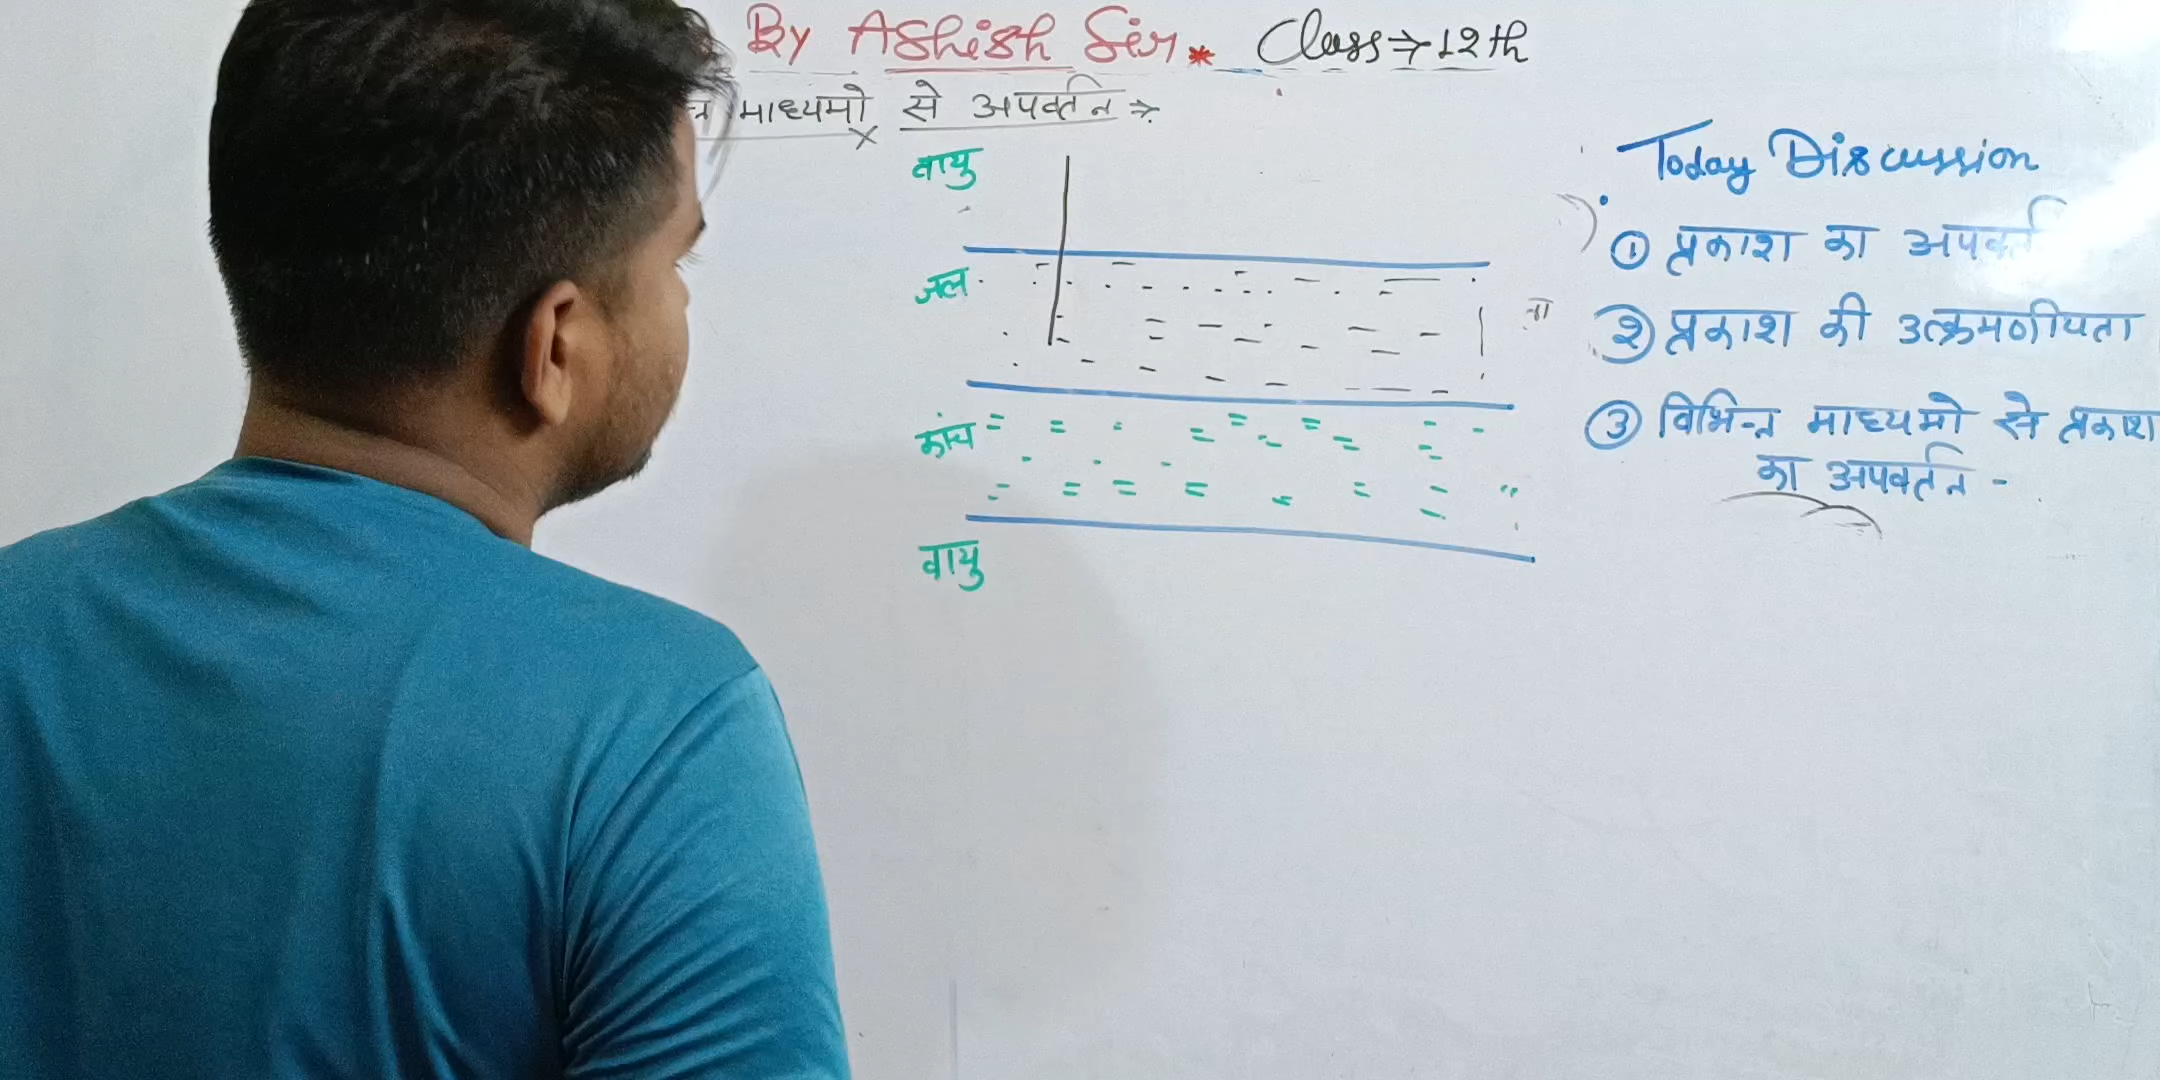 By Ashish Sir * Class → 12th
माध्यमो से अपवर्तन ⇒
वायु
जल
कांच
वायु
Today Discussion
① प्रकाश का अपवर्त
② प्रकाश की उत्क्रमणीयता
③ विभिन्न माध्यमो से प्रकाश
का अपवर्तन -